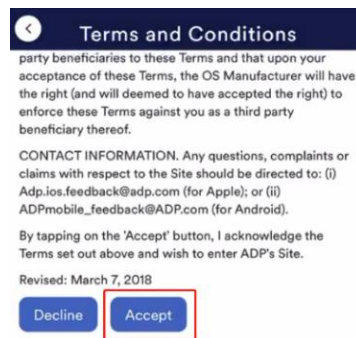 Terms and Conditions
party beneficiaries to these Terms and that upon your
acceptance of these Terms, the OS Manufacturer will have
the right (and will deemed to have accepted the right) to
enforce these Terms against you as a third party
beneficiary thereof.
CONTACT INFORMATION. Any questions, complaints or
claims with respect to the Site should be directed to: (i)
Adp.ios.feedback@adp.com (for Apple); or (ii)
ADPmobile_feedback@ADP.com (for Android).
By tapping on the 'Accept' button, I acknowledge the
Terms set out above and wish to enter ADP's Site.
Revised: March 7, 2018
Decline Accept